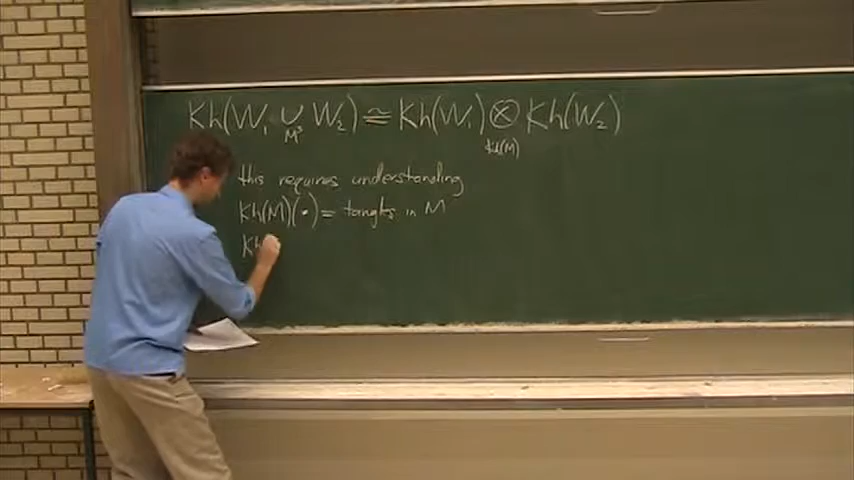 Kh(W₁ ∪ W₂) ≅ Kh(W₁) ⊗ Kh(W₂)
M³ Kh(M)
this requires understanding
Kh(M)(•) = tangles in M
Kh